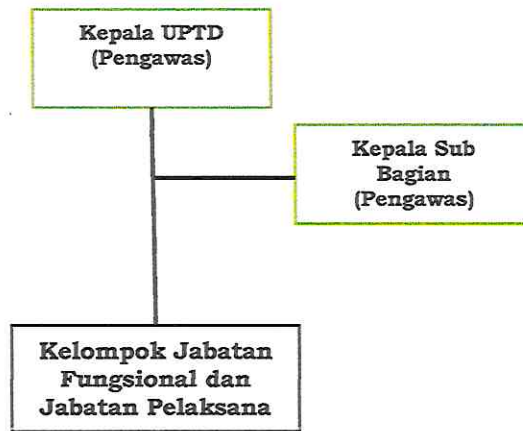 Kepala UPTD
(Pengawas)
Kepala Sub
Bagian
(Pengawas)
Kelompok Jabatan
Fungsional dan
Jabatan Pelaksana